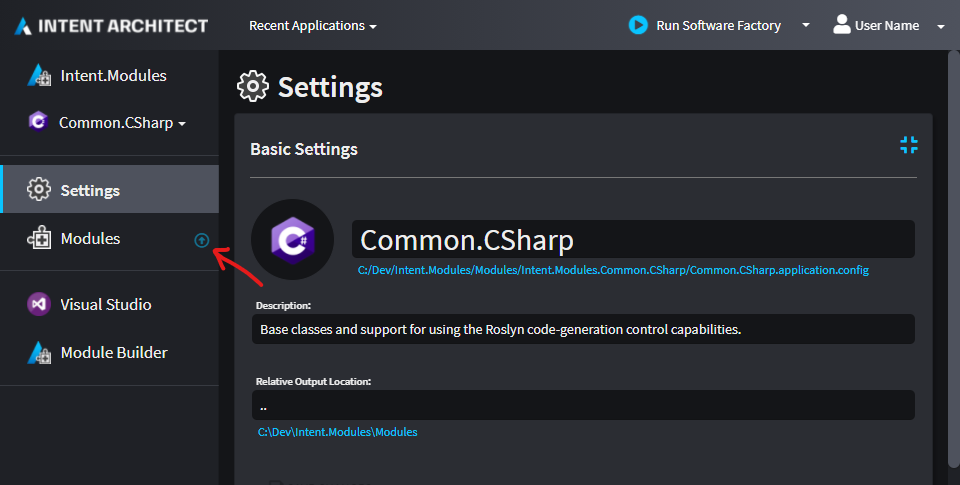 INTENT ARCHITECT
Recent Applications
Run Software Factory
User Name
Intent.Modules
Common.CSharp
Settings
Modules
Visual Studio
Module Builder
Settings
Basic Settings
C#
Common.CSharp
C:/Dev/Intent.Modules/Modules/Intent.Modules.Common.CSharp/Common.CSharp.application.config
Description:
Base classes and support for using the Roslyn code-generation control capabilities.
Relative Output Location:
..
C:\Dev\Intent.Modules\Modules